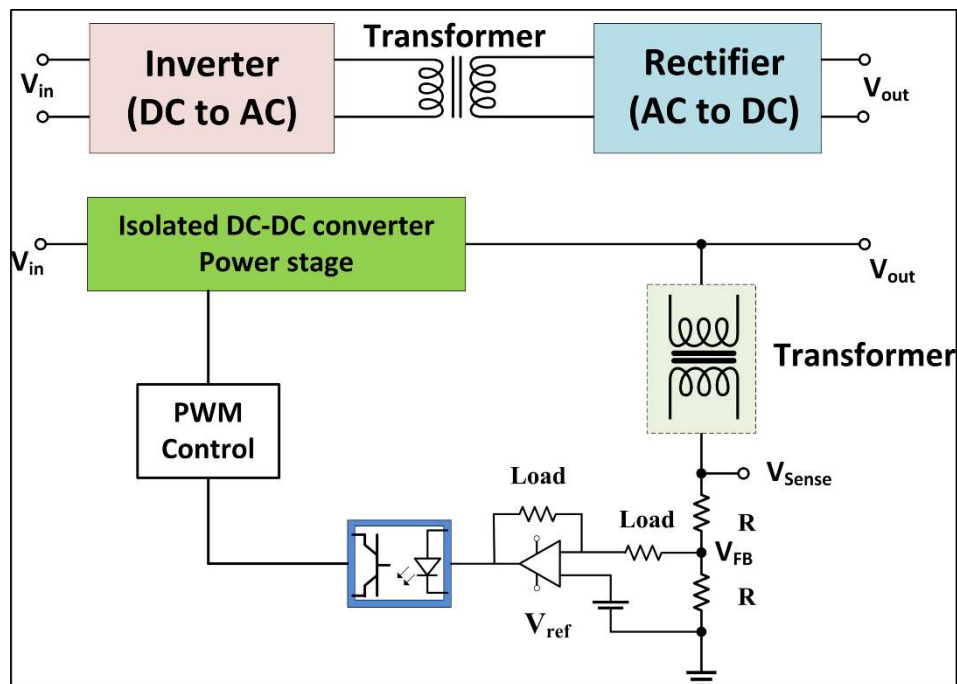 Transformer
Inverter
(DC to AC)
Rectifier
(AC to DC)
Vin
Vout
Isolated DC-DC converter
Power stage
Vin
Vout
Transformer
PWM
Control
VSense
Load
Load
R
VFB
R
Vref